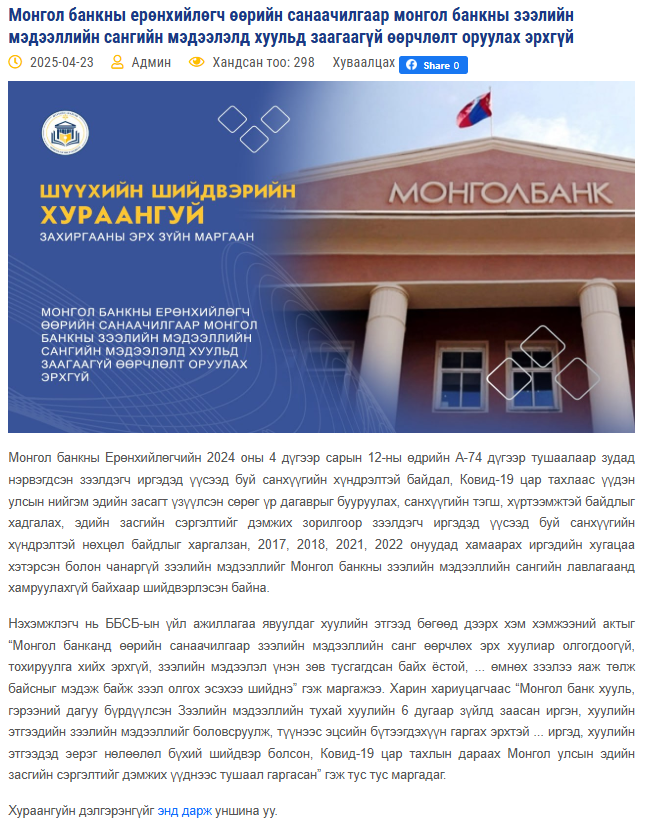 Монгол банкны ерөнхийлөгч өөрийн санаачилгаар монгол банкны зээлийн
мэдээллийн сангийн мэдээлэлд хуульд заагаагүй өөрчлөлт оруулах эрхгүй
2025-04-23 Админ Хандсан тоо: 298 Хуваалцах Share 0
ШҮҮХИЙН ШИЙДВЭРИЙН
ХУРААНГУЙ
ЗАХИРГААНЫ ЭРХ ЗҮЙН МАРГААН
МОНГОЛБАНК
МОНГОЛ БАНКНЫ ЕРӨНХИЙЛӨГЧ
ӨӨРИЙН САНААЧИЛГААР МОНГОЛ
БАНКНЫ ЗЭЭЛИЙН МЭДЭЭЛЛИЙН
САНГИЙН МЭДЭЭЛЭЛД ХУУЛЬД
ЗААГААГҮЙ ӨӨРЧЛӨЛТ ОРУУЛАХ
ЭРХГҮЙ
Монгол банкны Ерөнхийлөгчийн 2024 оны 4 дүгээр сарын 12-ны өдрийн А-74 дүгээр тушаалаар зудад
нэрвэгдсэн зээлдэгч иргэдэд үүсээд буй санхүүгийн хүндрэлтэй байдал, Ковид-19 цар тахлаас үүдэн
улсын нийгэм эдийн засагт үзүүлсэн сөрөг үр дагаврыг бууруулах, санхүүгийн тэгш, хүртээмжтэй байдлыг
хадгалах, эдийн засгийн сэргэлтийг дэмжих зорилгоор зээлдэгч иргэдэд үүсээд буй санхүүгийн
хүндрэлтэй нөхцөл байдлыг харгалзан, 2017, 2018, 2021, 2022 онуудад хамаарах иргэдийн хугацаа
хэтэрсэн болон чанаргүй зээлийн мэдээллийг Монгол банкны зээлийн мэдээллийн сангийн лавлагаанд
хамруулахгүй байхаар шийдвэрлэсэн байна.
Нэхэмжлэгч нь ББСБ-ын үйл ажиллагаа явуулдаг хуулийн этгээд бөгөөд дээрх хэм хэмжээний актыг
“Монгол банканд өөрийн санаачилгаар зээлийн мэдээллийн санг өөрчлөх эрх хуулиар олгогдоогүй,
тохируулга хийх эрхгүй, зээлийн мэдээлэл үнэн зөв тусгагдсан байх ёстой, ... өмнөх зээлээ яаж төлж
байсныг мэдэж байж зээл олгох эсэхээ шийднэ” гэж маргажээ. Харин хариуцагчаас “Монгол банк хууль,
гэрээний дагуу бүрдүүлсэн Зээлийн мэдээллийн тухай хуулийн 6 дугаар зүйлд заасан иргэн, хуулийн
этгээдийн зээлийн мэдээллийг боловсруулж, түүнээс эцсийн бүтээгдэхүүн гаргах эрхтэй ... иргэд, хуулийн
этгээдэд эерэг нөлөөлөл бүхий шийдвэр болсон, Ковид-19 цар тахлын дараах Монгол улсын эдийн
засгийн сэргэлтийг дэмжих үүднээс тушаал гаргасан” гэж тус тус маргадаг.
Хураангуйн дэлгэрэнгүйг энд дарж уншина уу.